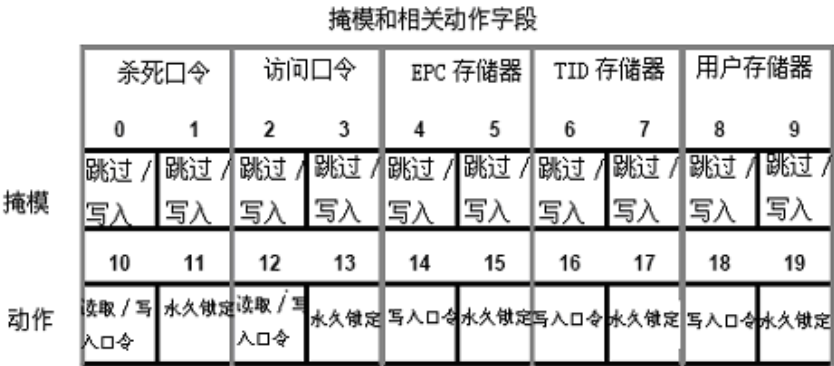 掩模和相关动作字段
杀死口令 访问口令 EPC 存储器 TID 存储器 用户存储器
0 1 2 3 4 5 6 7 8 9
掩模
跳过 / 跳过 / 跳过 / 跳过 / 跳过 / 跳过 / 跳过 / 跳过 / 跳过 / 跳过 /
写入 写入 写入 写入 写入 写入 写入 写入 写入 写入
10 11 12 13 14 15 16 17 18 19
动作
读取 / 写 永久锁定 读取 / 写 永久锁定 写入口令 永久锁定 写入口令 永久锁定 写入口令 永久锁定
入口令 入口令